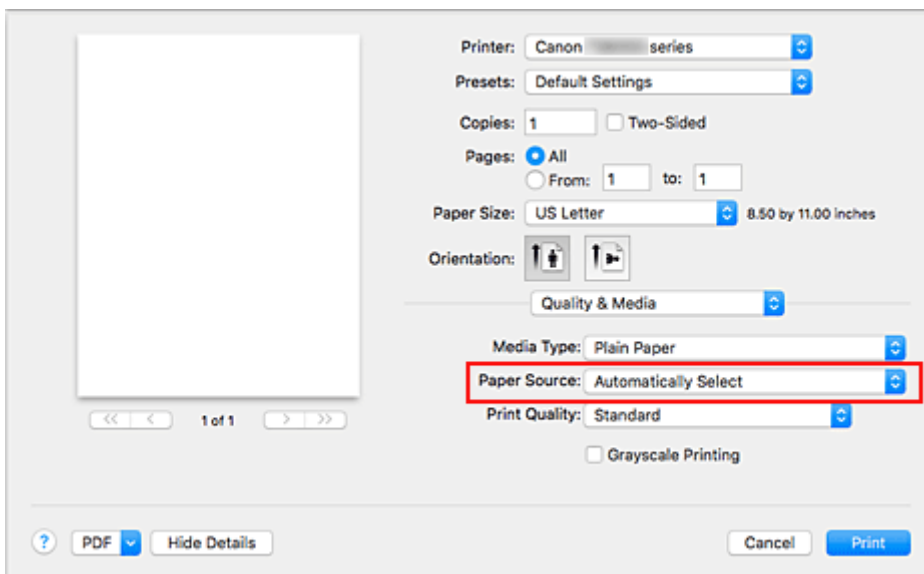 Printer: Canon series
Presets: Default Settings
Copies: 1 Two-Sided
Pages: All
From: 1 to: 1
Paper Size: US Letter 8.50 by 11.00 inches
Orientation:
Quality & Media
Media Type: Plain Paper
Paper Source: Automatically Select
1 of 1
Print Quality: Standard
Grayscale Printing
? PDF Hide Details Cancel Print